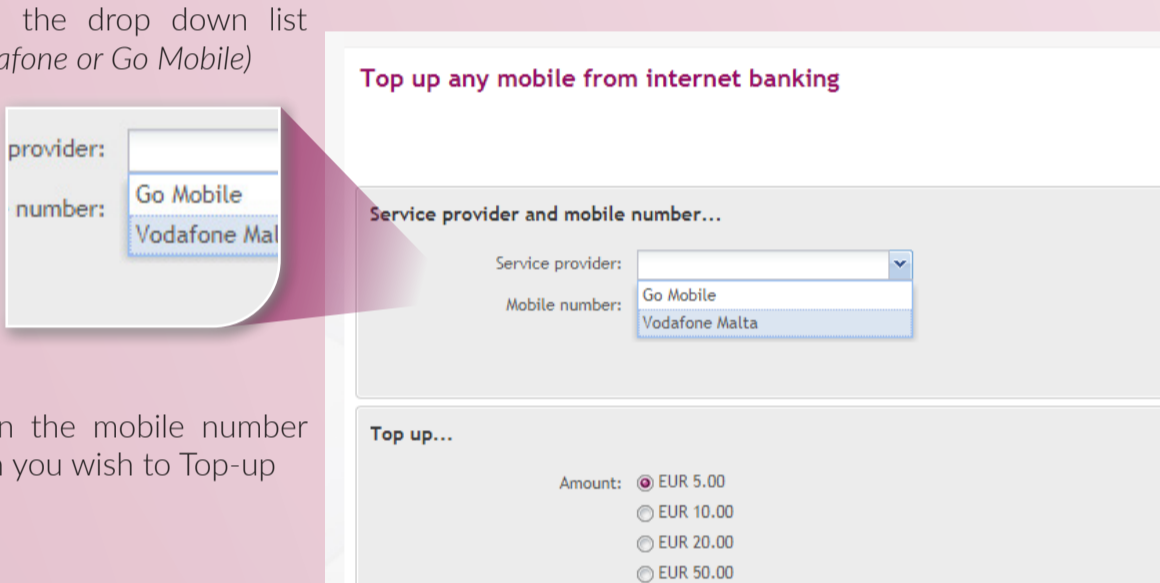 the drop down list
afone or Go Mobile)
provider:
number:
Go Mobile
Vodafone Mal
n the mobile number
you wish to Top-up
Top up any mobile from internet banking
Service provider and mobile number...
Service provider:
Mobile number:
Go Mobile
Vodafone Malta
Top up...
Amount: EUR 5.00
EUR 10.00
EUR 20.00
EUR 50.00